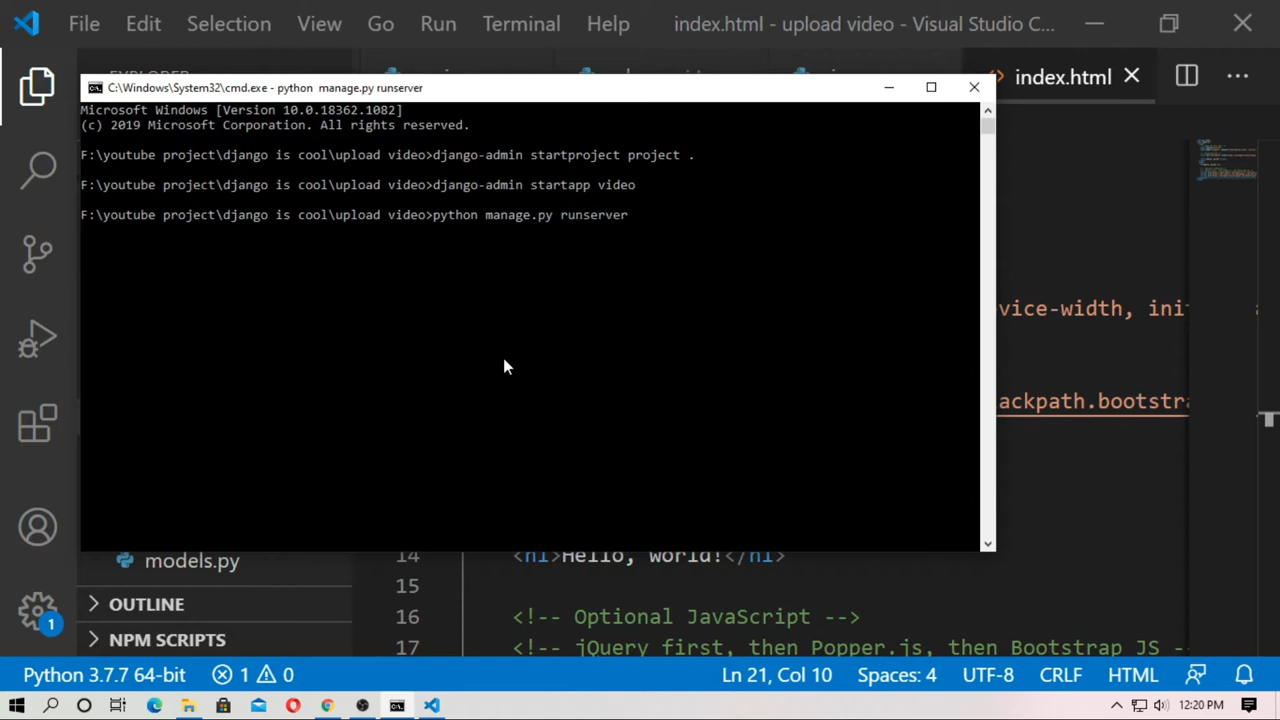 File Edit Selection View Go Run Terminal Help index.html - upload video - Visual Studio C...
index.html
C:\Windows\System32\cmd.exe - python manage.py runserver
Microsoft Windows [Version 10.0.18362.1082]
(c) 2019 Microsoft Corporation. All rights reserved.
F:\youtube project\django is cool\upload video>django-admin startproject project .
F:\youtube project\django is cool\upload video>django-admin startapp video
F:\youtube project\django is cool\upload video>python manage.py runserver
vice-width, init
ackpath.bootstra
models.py
14 <h1>Hello, world!</h1>
15
OUTLINE
16 <!-- Optional JavaScript -->
NPM SCRIPTS
17 <!-- jQuery first, then Popper.js, then Bootstrap JS -
1
Python 3.7.7 64-bit 1 0 Ln 21, Col 10 Spaces: 4 UTF-8 CRLF HTML
12:20 PM